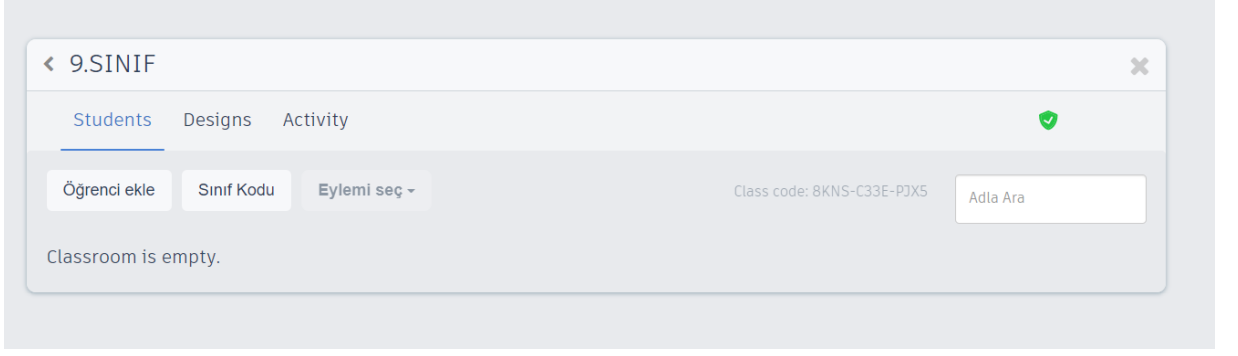 9.SINIF
Students Designs Activity
Öğrenci ekle Sınıf Kodu Eylemi seç Class code: 8KNS-C33E-PJX5 Adla Ara
Classroom is empty.